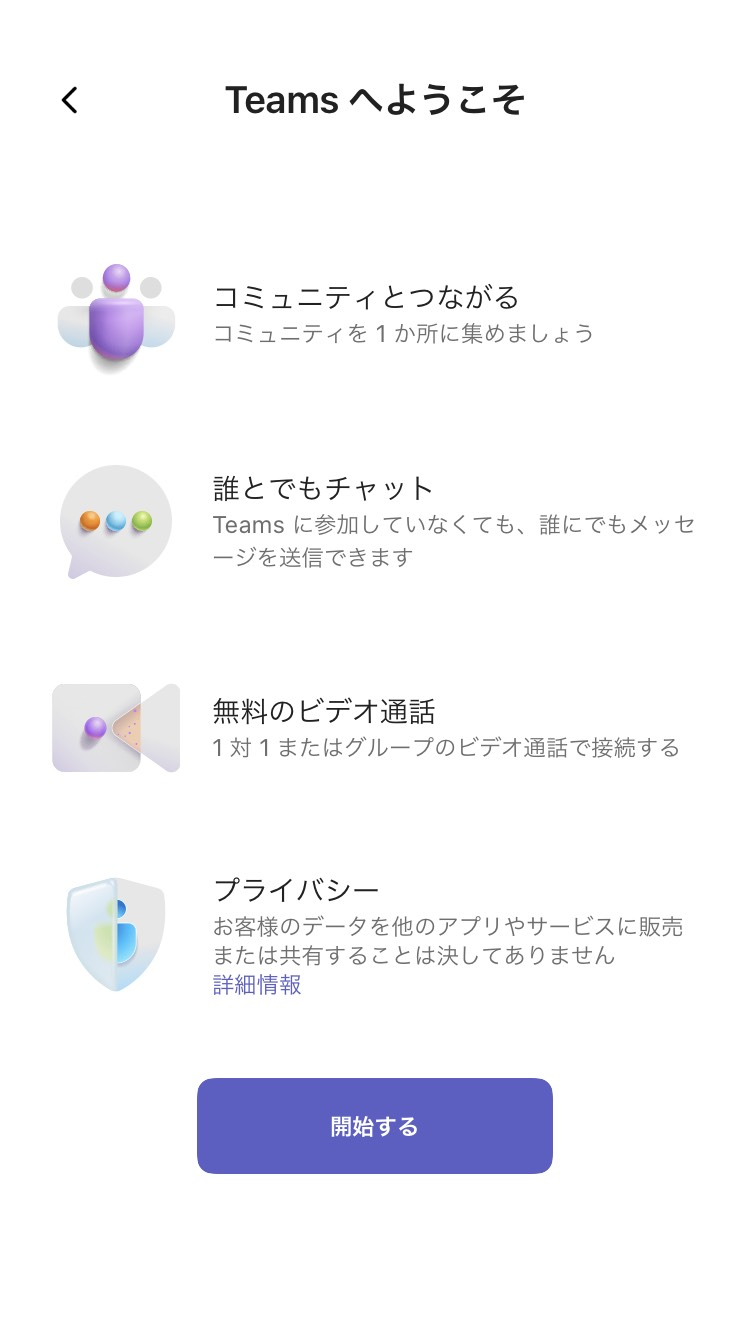 Teams へようこそ
コミュニティとつながる
コミュニティを 1 か所に集めましょう
誰とでもチャット
Teams に参加していなくても、誰にでもメッセ
ージを送信できます
無料のビデオ通話
1 対 1 またはグループのビデオ通話で接続する
プライバシー
お客様のデータを他のアプリやサービスに販売
または共有することは決してありません
詳細情報
開始する